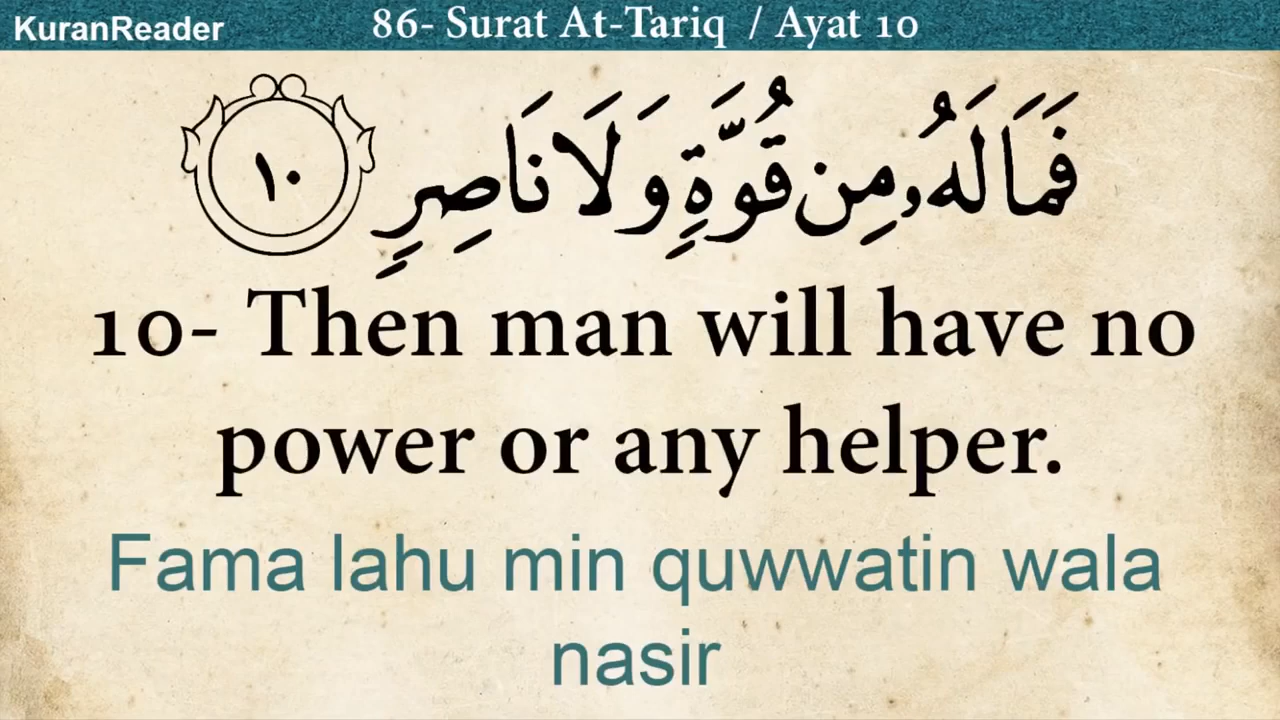 KuranReader
86- Surat At-Tariq / Ayat 10
فَمَا لَهُۥ مِن قُوَّةٍۢ وَلَا نَاصِرٍۢ ١٠
10- Then man will have no
power or any helper.
Fama lahu min quwwatin wala
nasir